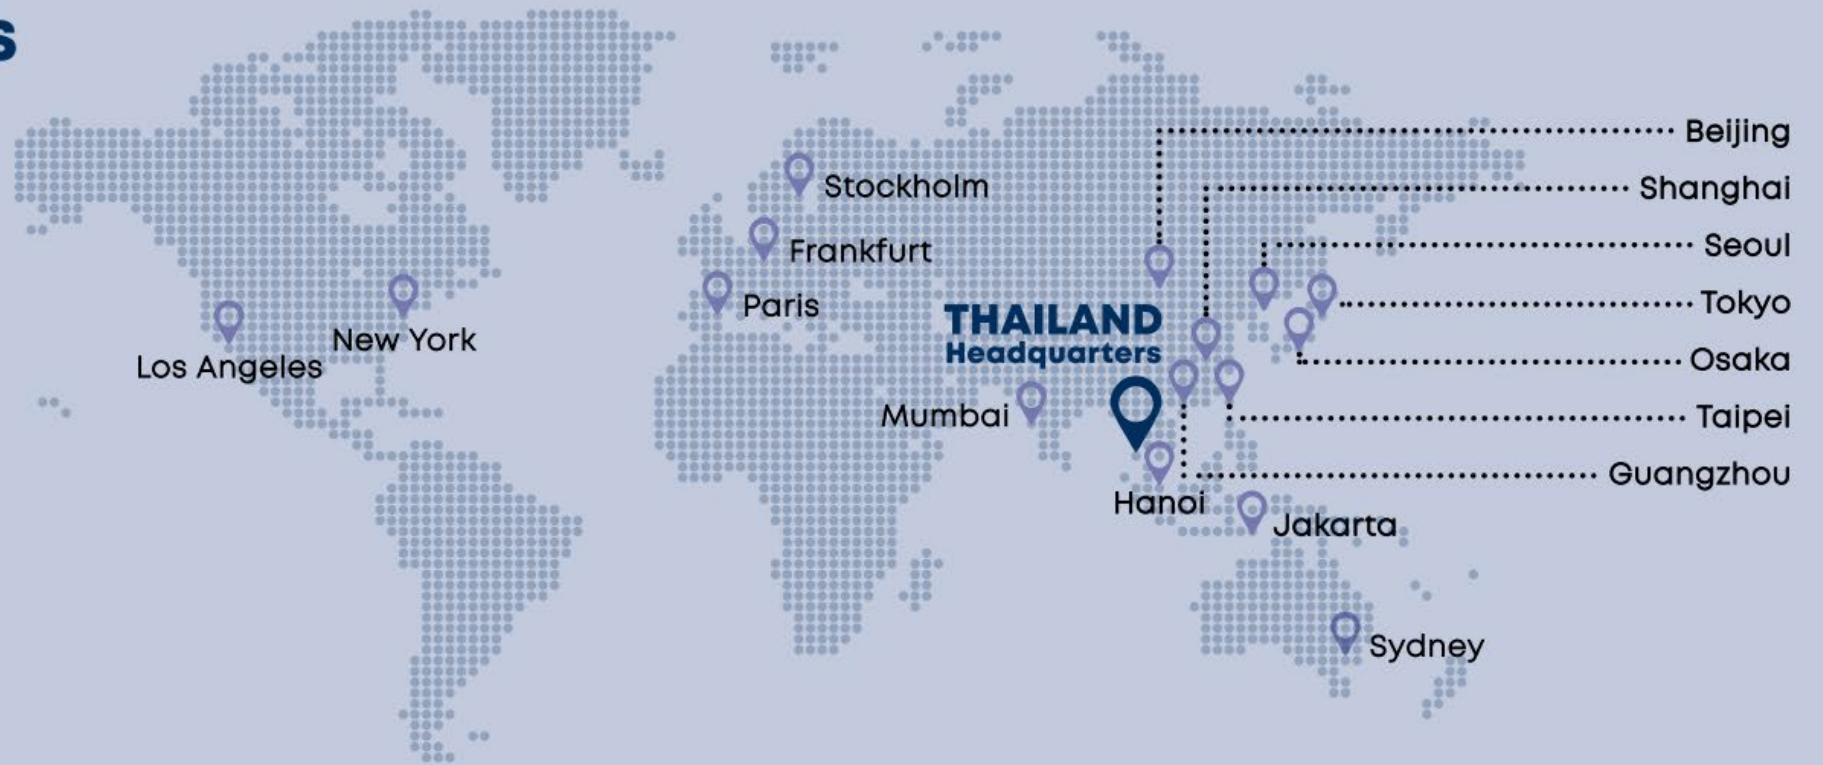 s
Beijing
Stockholm
Shanghai
Frankfurt
Seoul
Paris
Tokyo
THAILAND
Headquarters
New York
Osaka
Los Angeles
Mumbai
Taipei
Guangzhou
Hanoi
Jakarta
Sydney